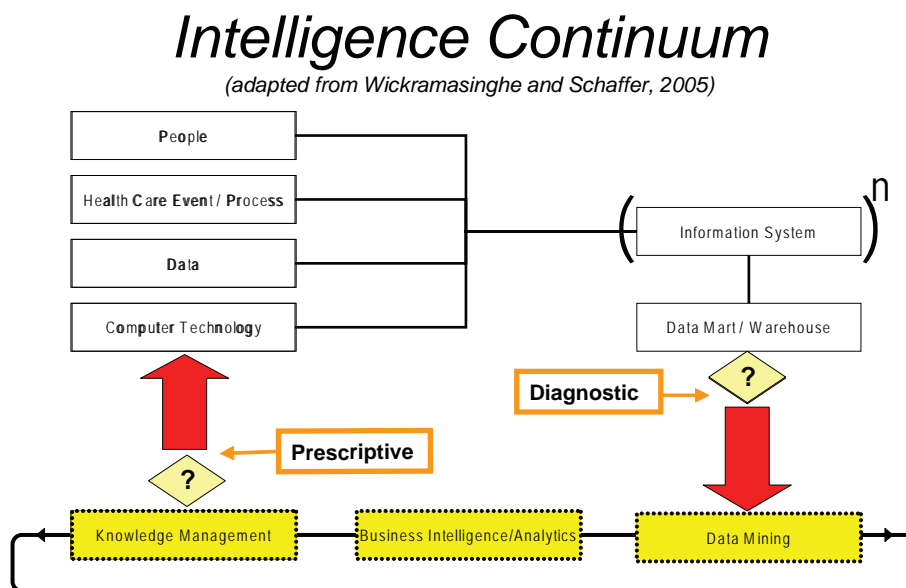 Intelligence Continuum
(adapted from Wickramasinghe and Schaffer, 2005)
People
Health Care Event / Process
Data
Computer Technology
( Information System ) n
Data Mart / Warehouse
?
Diagnostic
Prescriptive
?
Knowledge Management
Business Intelligence/Analytics
Data Mining